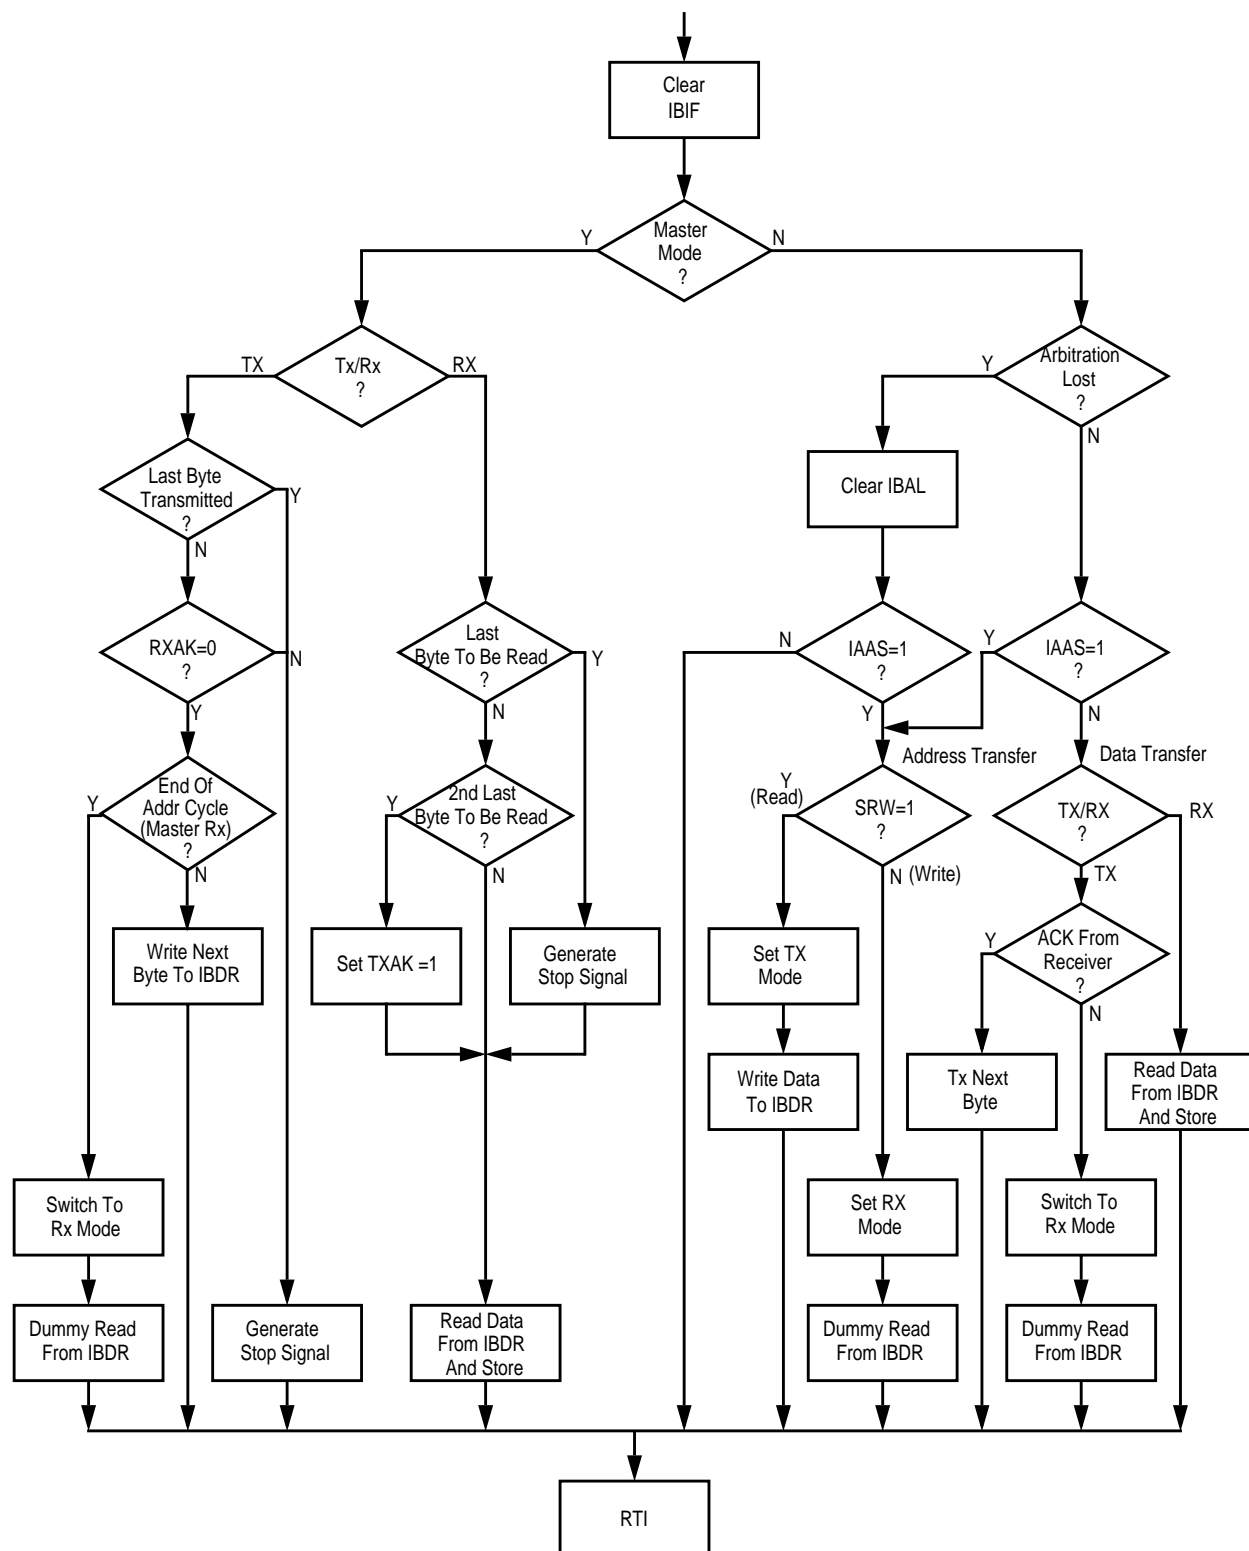 Clear
IBIF
Master
Mode
?
Y
N
Tx/Rx
?
TX
RX
Arbitration
Lost
?
Y
N
Last Byte
Transmitted
?
Y
N
Clear IBAL
RXAK=0
?
N
Y
Last
Byte To Be Read
?
Y
N
IAAS=1
?
N
Y
IAAS=1
?
Y
N
Address Transfer
Data Transfer
End Of
Addr Cycle
(Master Rx)
?
Y
N
2nd Last
Byte To Be Read
?
Y
N
Y
(Read)
SRW=1
?
N (Write)
TX/RX
?
RX
TX
Write Next
Byte To IBDR
Set TXAK =1
Generate
Stop Signal
Set TX
Mode
ACK From
Receiver
?
Y
N
Write Data
To IBDR
Tx Next
Byte
Read Data
From IBDR
And Store
Switch To
Rx Mode
Set RX
Mode
Switch To
Rx Mode
Dummy Read
From IBDR
Generate
Stop Signal
Read Data
From IBDR
And Store
Dummy Read
From IBDR
Dummy Read
From IBDR
RTI